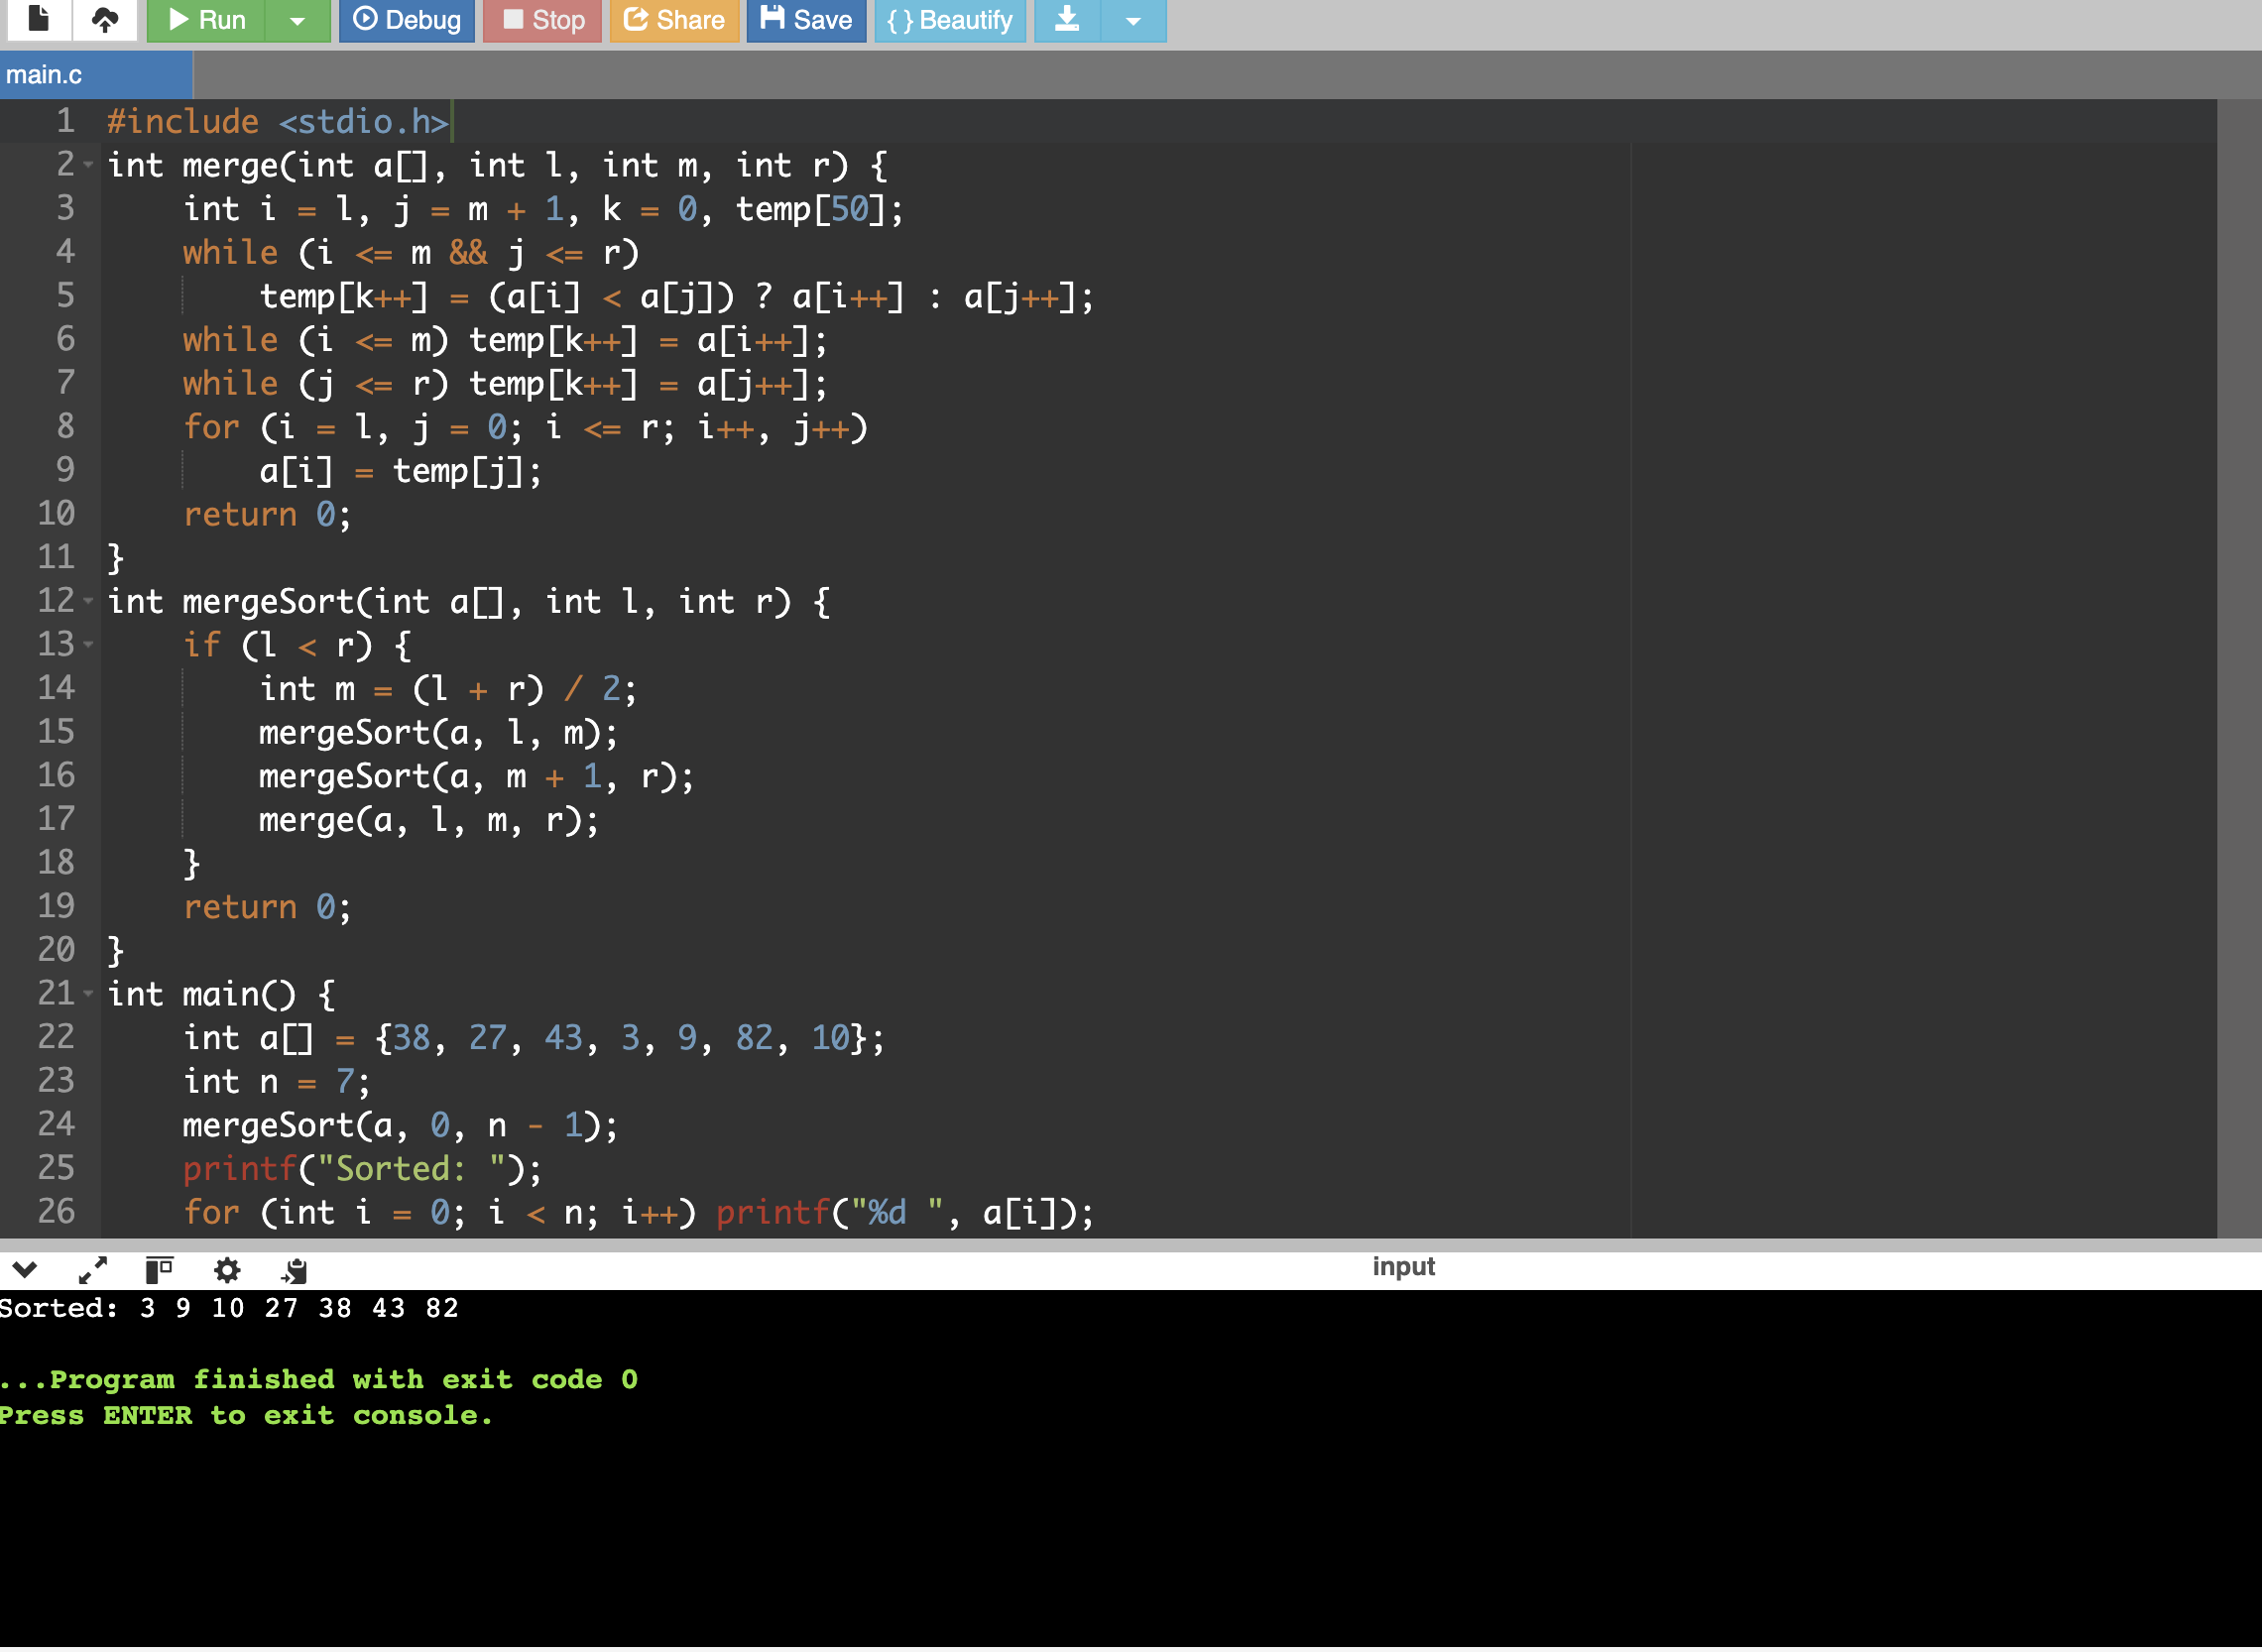 Run Debug Stop Share Save {} Beautify
main.c
1 #include <stdio.h>
2 int merge(int a[], int l, int m, int r) {
3     int i = l, j = m + 1, k = 0, temp[50];
4     while (i <= m && j <= r)
5         temp[k++] = (a[i] < a[j]) ? a[i++] : a[j++];
6     while (i <= m) temp[k++] = a[i++];
7     while (j <= r) temp[k++] = a[j++];
8     for (i = l, j = 0; i <= r; i++, j++)
9         a[i] = temp[j];
10     return 0;
11 }
12 int mergeSort(int a[], int l, int r) {
13     if (l < r) {
14         int m = (l + r) / 2;
15         mergeSort(a, l, m);
16         mergeSort(a, m + 1, r);
17         merge(a, l, m, r);
18     }
19     return 0;
20 }
21 int main() {
22     int a[] = {38, 27, 43, 3, 9, 82, 10};
23     int n = 7;
24     mergeSort(a, 0, n - 1);
25     printf("Sorted: ");
26     for (int i = 0; i < n; i++) printf("%d ", a[i]);
input
Sorted: 3 9 10 27 38 43 82
...Program finished with exit code 0
Press ENTER to exit console.